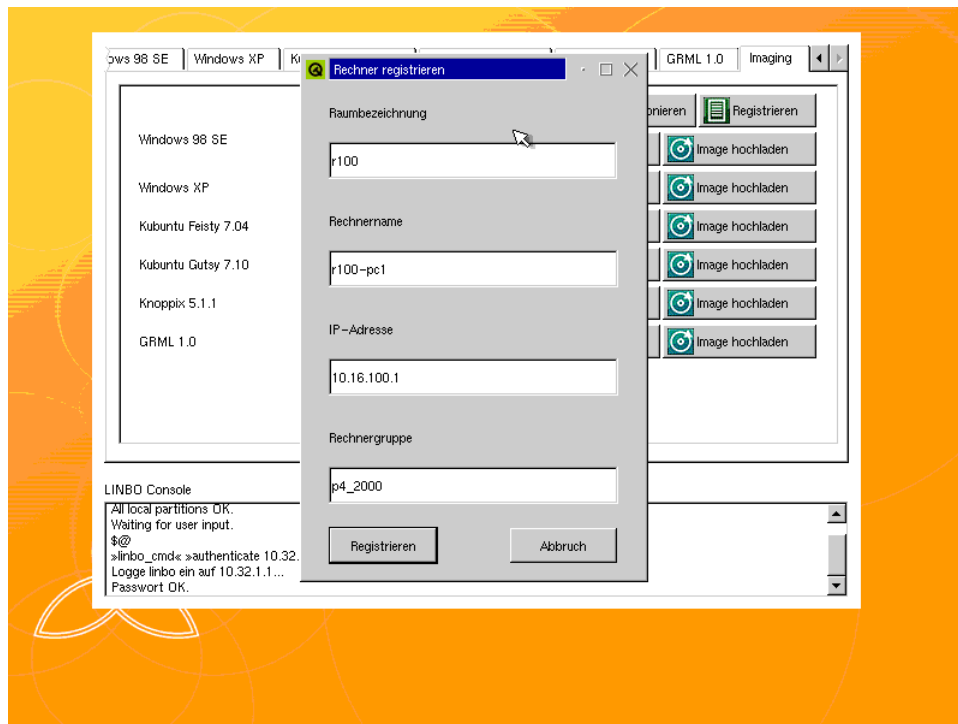 ows 98 SE
Windows XP
GRML 1.0
Imaging
Rechner registrieren
onieren
Registrieren
Windows 98 SE
Image hochladen
Windows XP
Image hochladen
Kubuntu Feisty 7.04
Image hochladen
Kubuntu Gutsy 7.10
Image hochladen
Knoppix 5.1.1
Image hochladen
GRML 1.0
Image hochladen
Raumbezeichnung
r100
Rechnername
r100-pc1
IP-Adresse
10.16.100.1
Rechnergruppe
p4_2000
Registrieren
Abbruch
LINBO Console
All local partitions OK.
Waiting for user input.
$@
»linbo_cmd« »authenticate 10.32.
Logge linbo ein auf 10.32.1.1...
Passwort OK.